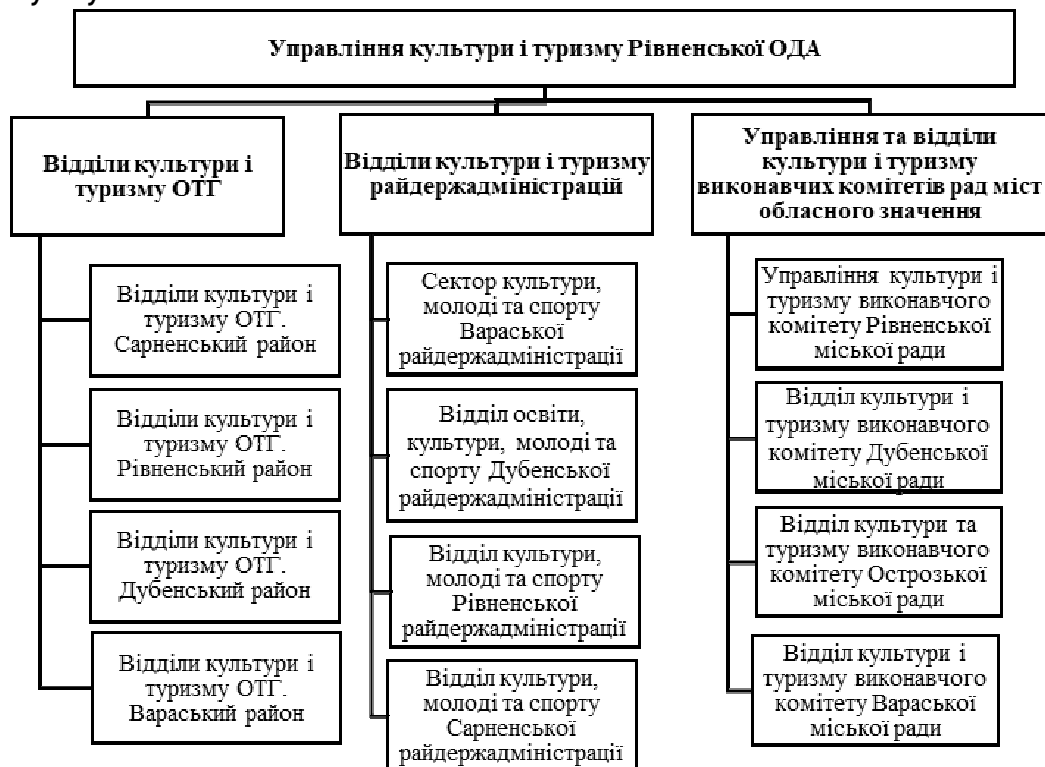 Управління культури і туризму Рівненської ОДА
Відділи культури і
туризму ОТГ
Відділи культури і
туризму ОТГ.
Сарненський район
Відділи культури і
туризму ОТГ.
Рівненський район
Відділи культури і
туризму ОТГ.
Дубенський район
Відділи культури і
туризму ОТГ.
Вараський район
Відділи культури і туризму
райдержадміністрацій
Сектор культури,
молоді та спорту
Вараської
райдержадміністрації
Відділ освіти,
культури, молоді та
спорту Дубенської
райдержадміністрації
Відділ культури,
молоді та спорту
Рівненської
райдержадміністрації
Відділ культури,
молоді та спорту
Сарненської
райдержадміністрації
Управління та відділи
культури і туризму
виконавчих комітетів рад міст
обласного значення
Управління культури і
туризму виконавчого
комітету Рівненської
міської ради
Відділ культури і
туризму виконавчого
комітету Дубенської
міської ради
Відділ культури та
туризму виконавчого
комітету Острозької
міської ради
Відділ культури і
туризму виконавчого
комітету Вараської
міської ради